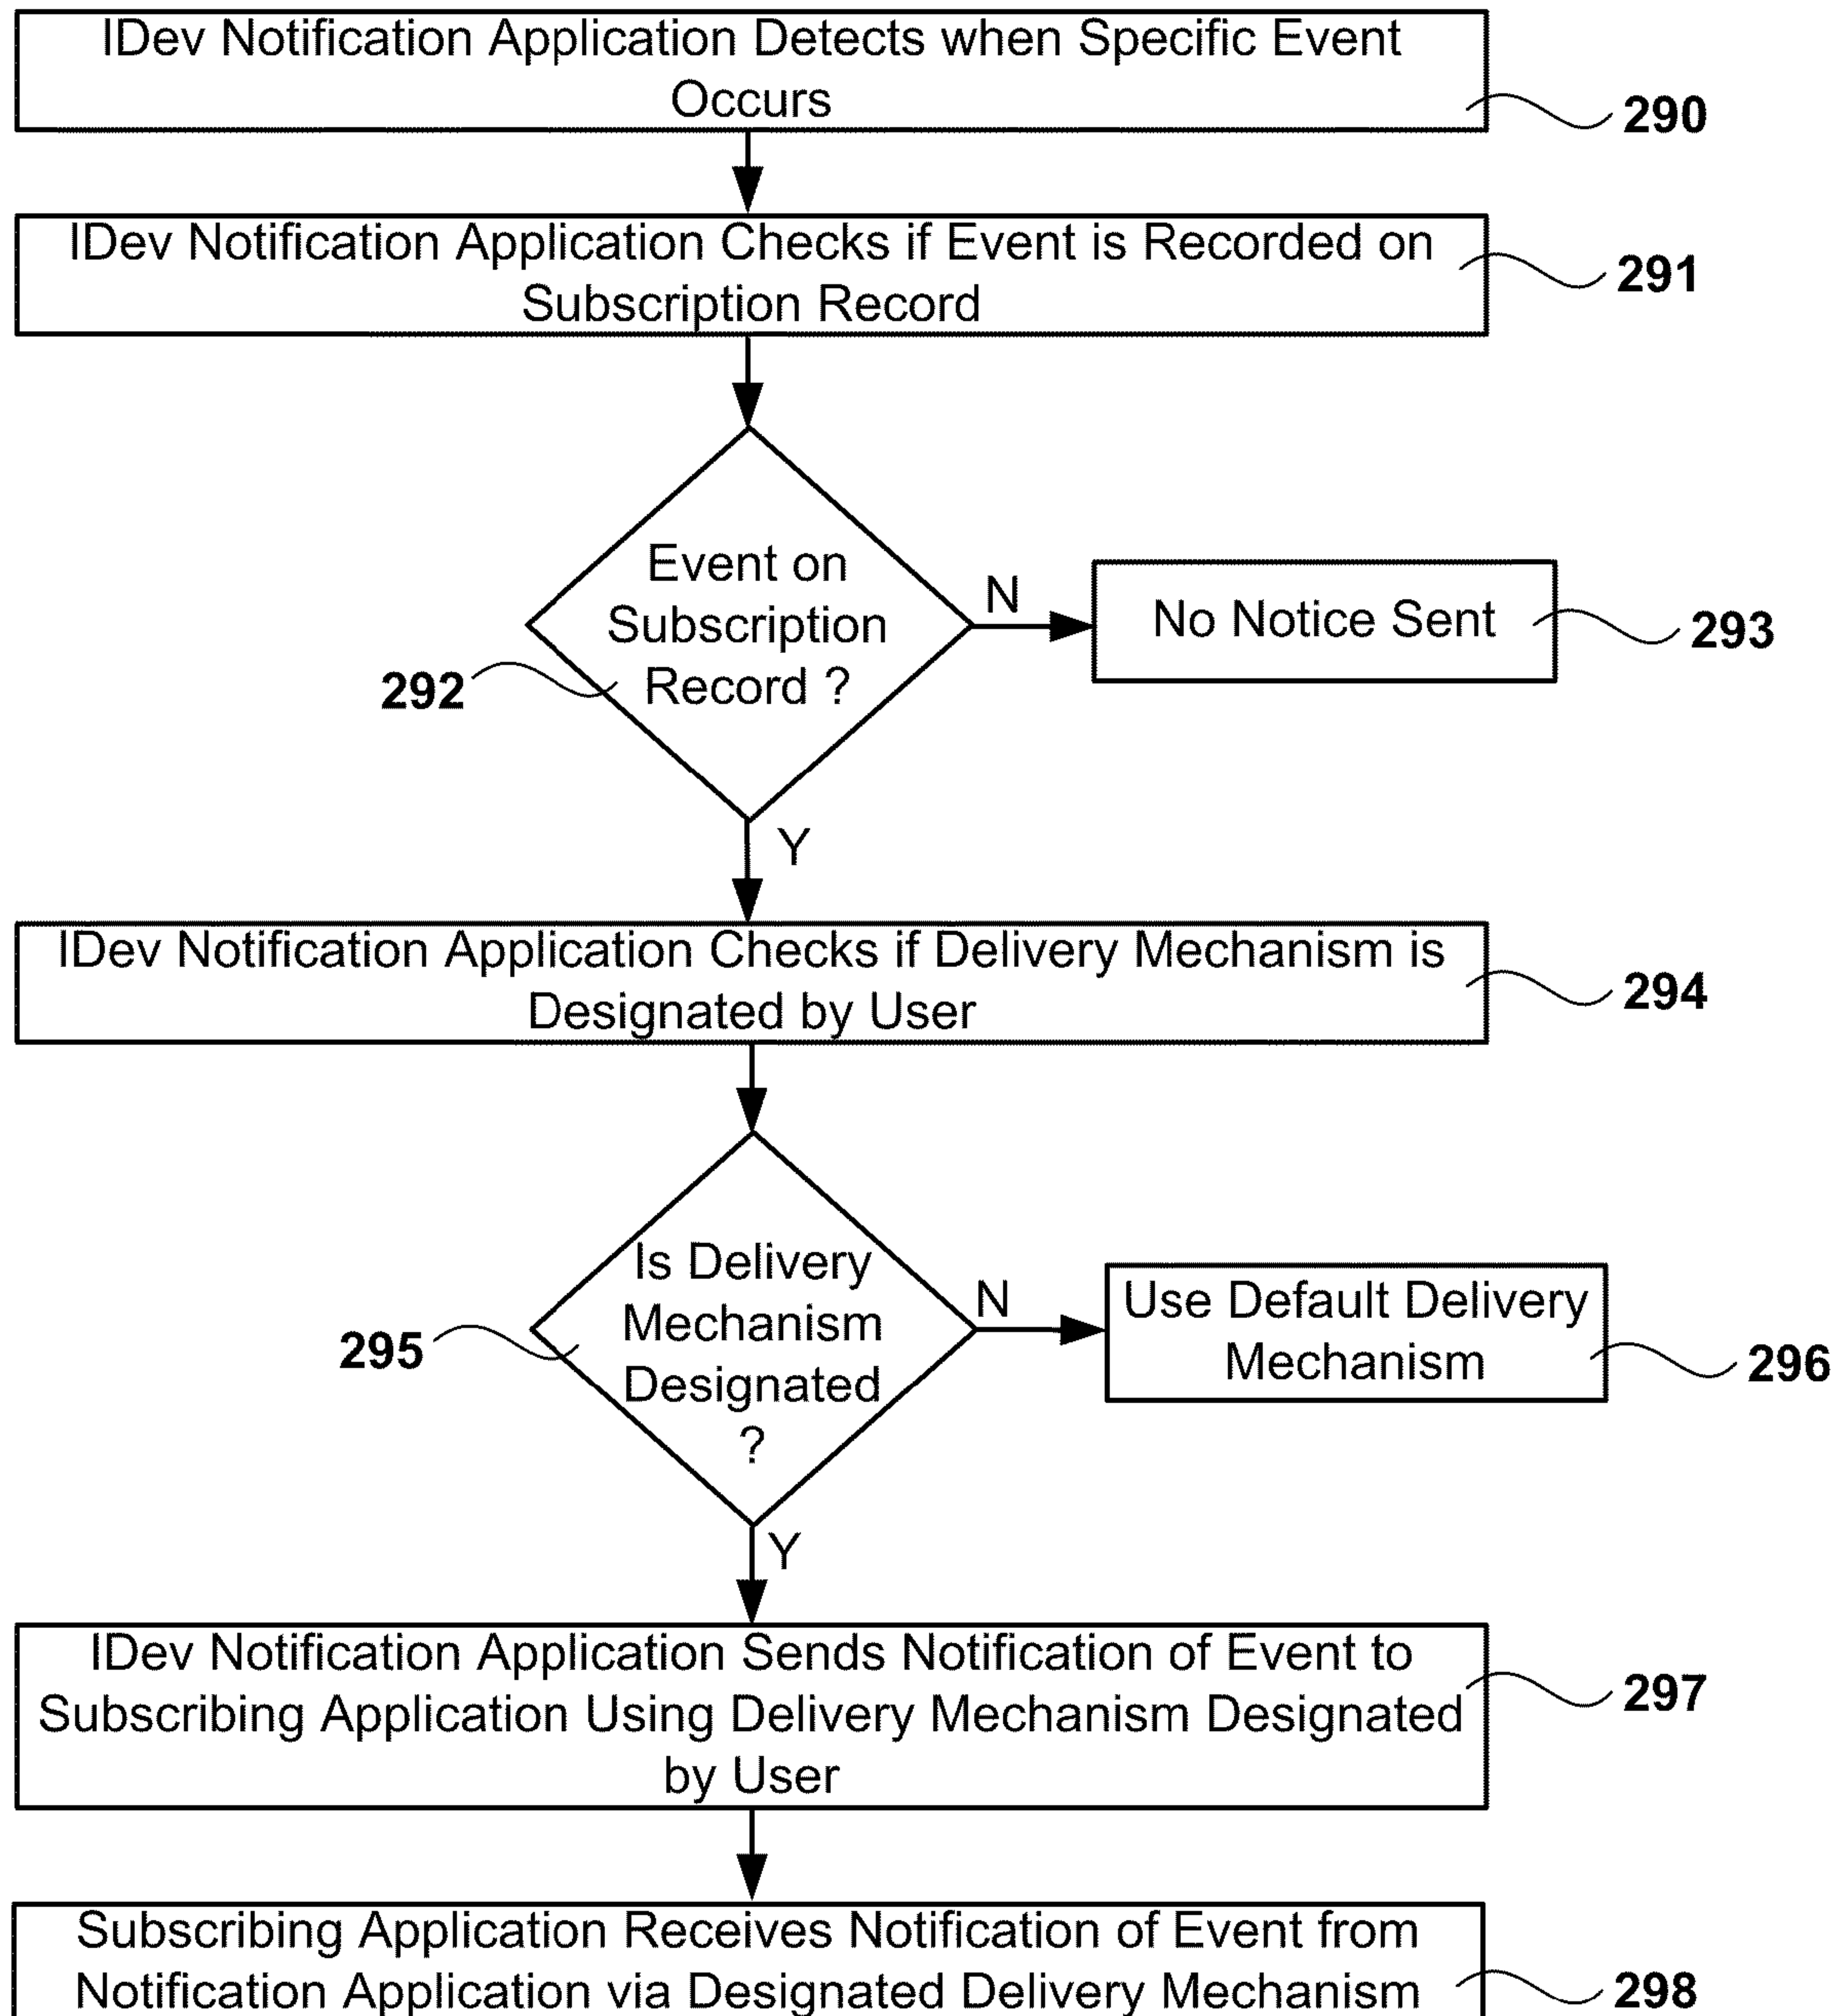 IDev Notification Application Detects when Specific Event
Occurs
290
IDev Notification Application Checks if Event is Recorded on
Subscription Record
291
Event on
Subscription
Record ?
292
N
No Notice Sent
293
Y
IDev Notification Application Checks if Delivery Mechanism is
Designated by User
294
Is Delivery
Mechanism
Designated
?
295
N
Use Default Delivery
Mechanism
296
Y
IDev Notification Application Sends Notification of Event to
Subscribing Application Using Delivery Mechanism Designated
by User
297
Subscribing Application Receives Notification of Event from
Notification Application via Designated Delivery Mechanism
298